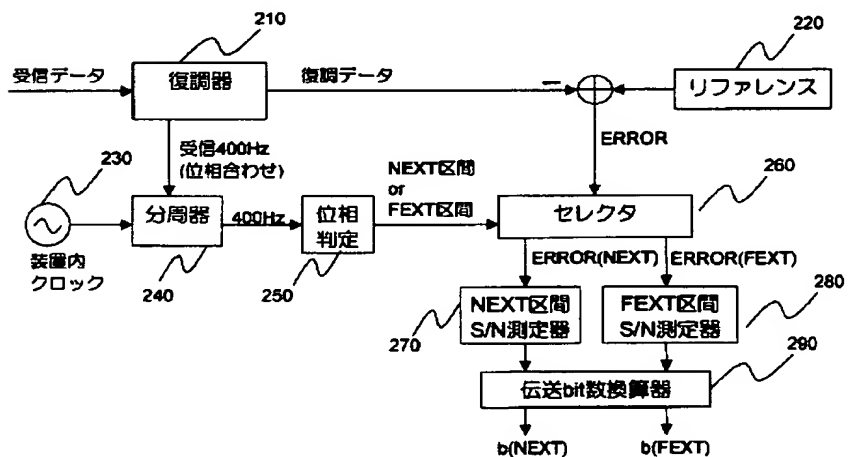 210
220
受信データ
復調器
復調データ
−
リファレンス
ERROR
受信400Hz
(位相合わせ)
NEXT区間
or
FEXT区間
230
260
分周器
400Hz
位相
判定
セレクタ
装置内
クロック
240
250
ERROR(NEXT)
ERROR(FEXT)
NEXT区間
S/N測定器
FEXT区間
S/N測定器
270
280
290
伝送bit数換算器
b(NEXT)
b(FEXT)